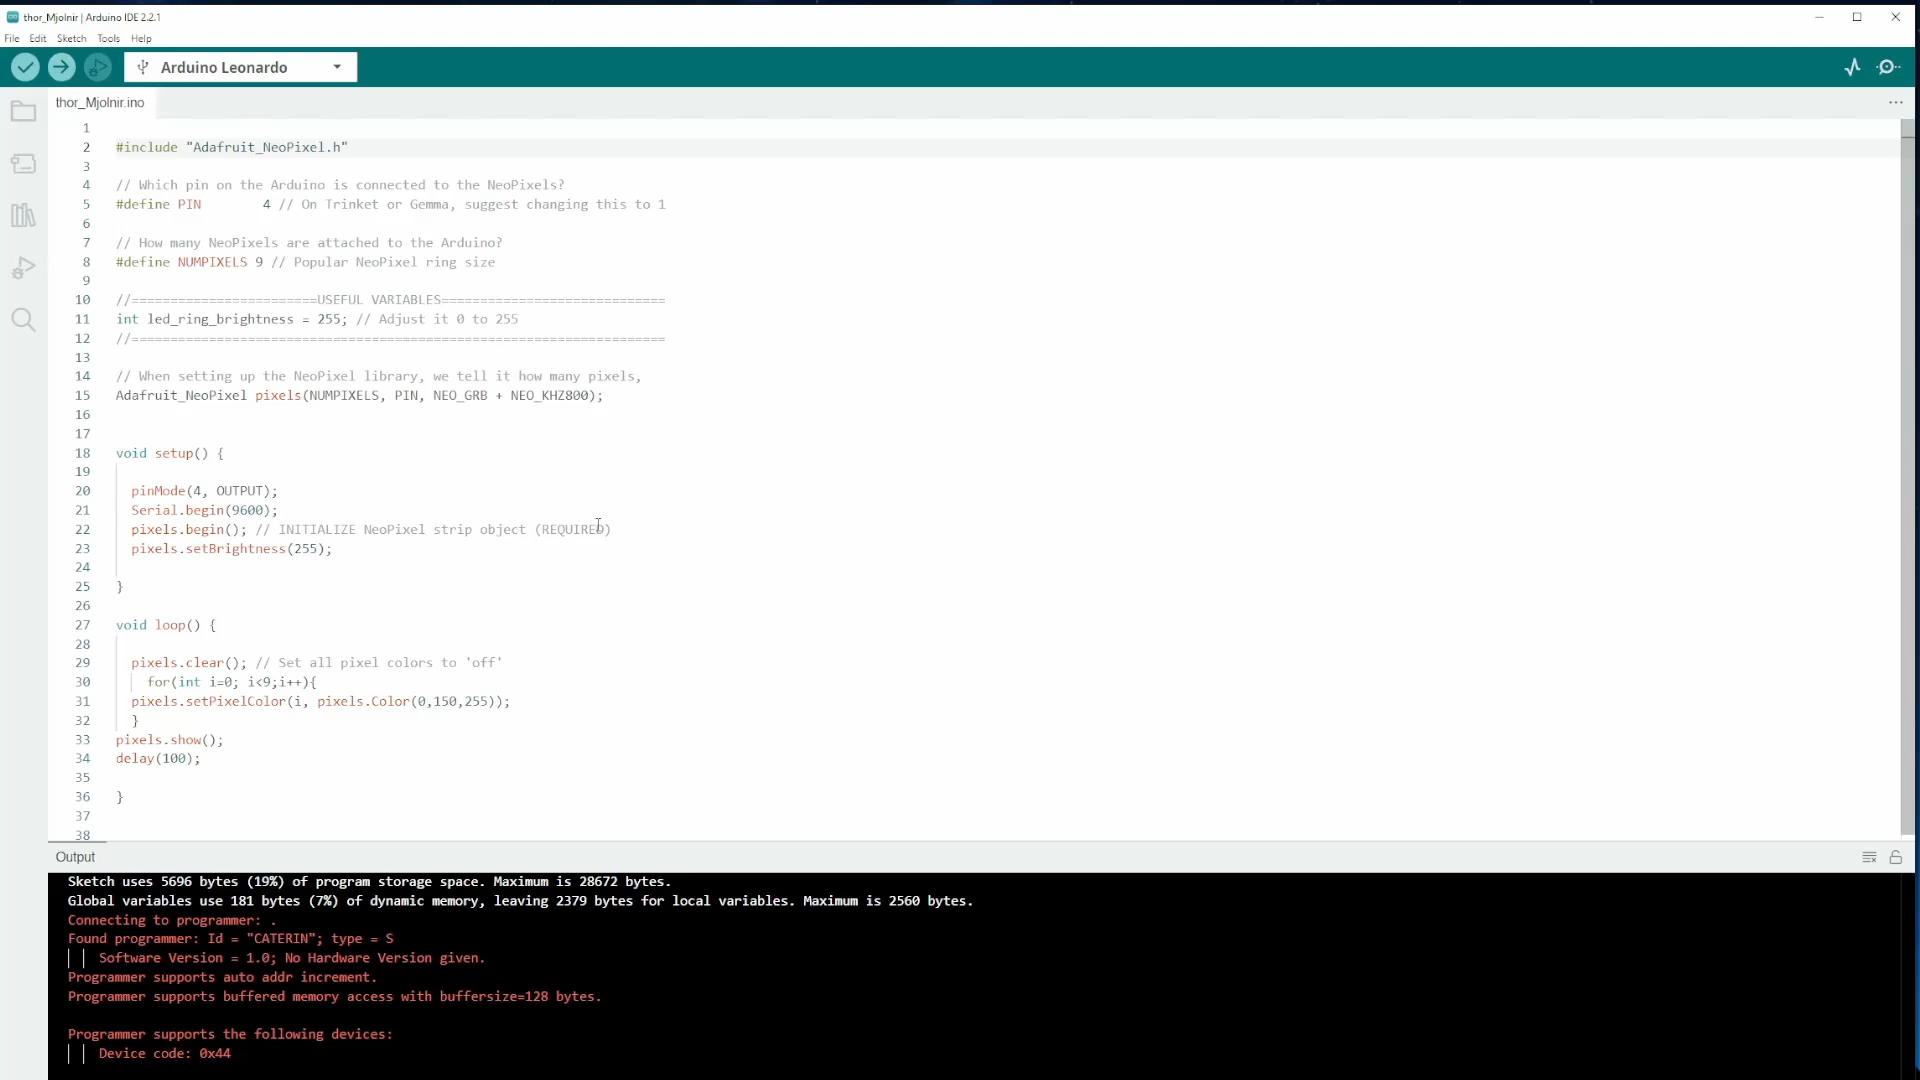 thor_Mjolnir | Arduino IDE 2.2.1
File Edit Sketch Tools Help
Arduino Leonardo
thor_Mjolnir.ino
1
2 #include "Adafruit_NeoPixel.h"
3
4 // Which pin on the Arduino is connected to the NeoPixels?
5 #define PIN        4 // On Trinket or Gemma, suggest changing this to 1
6
7 // How many NeoPixels are attached to the Arduino?
8 #define NUMPIXELS 9 // Popular NeoPixel ring size
9
10 //========================USEFUL VARIABLES=============================
11 int led_ring_brightness = 255; // Adjust it 0 to 255
12 //=====================================================================
13
14 // When setting up the NeoPixel library, we tell it how many pixels,
15 Adafruit_NeoPixel pixels(NUMPIXELS, PIN, NEO_GRB + NEO_KHZ800);
16
17
18 void setup() {
19
20   pinMode(4, OUTPUT);
21   Serial.begin(9600);
22   pixels.begin(); // INITIALIZE NeoPixel strip object (REQUIRED)
23   pixels.setBrightness(255);
24
25 }
26
27 void loop() {
28
29   pixels.clear(); // Set all pixel colors to 'off'
30     for(int i=0; i<9;i++){
31   pixels.setPixelColor(i, pixels.Color(0,150,255));
32   }
33 pixels.show();
34 delay(100);
35
36 }
37
38
Output
Sketch uses 5696 bytes (19%) of program storage space. Maximum is 28672 bytes.
Global variables use 181 bytes (7%) of dynamic memory, leaving 2379 bytes for local variables. Maximum is 2560 bytes.
Connecting to programmer: .
Found programmer: Id = "CATERIN"; type = S
Software Version = 1.0; No Hardware Version given.
Programmer supports auto addr increment.
Programmer supports buffered memory access with buffersize=128 bytes.
Programmer supports the following devices:
Device code: 0x44